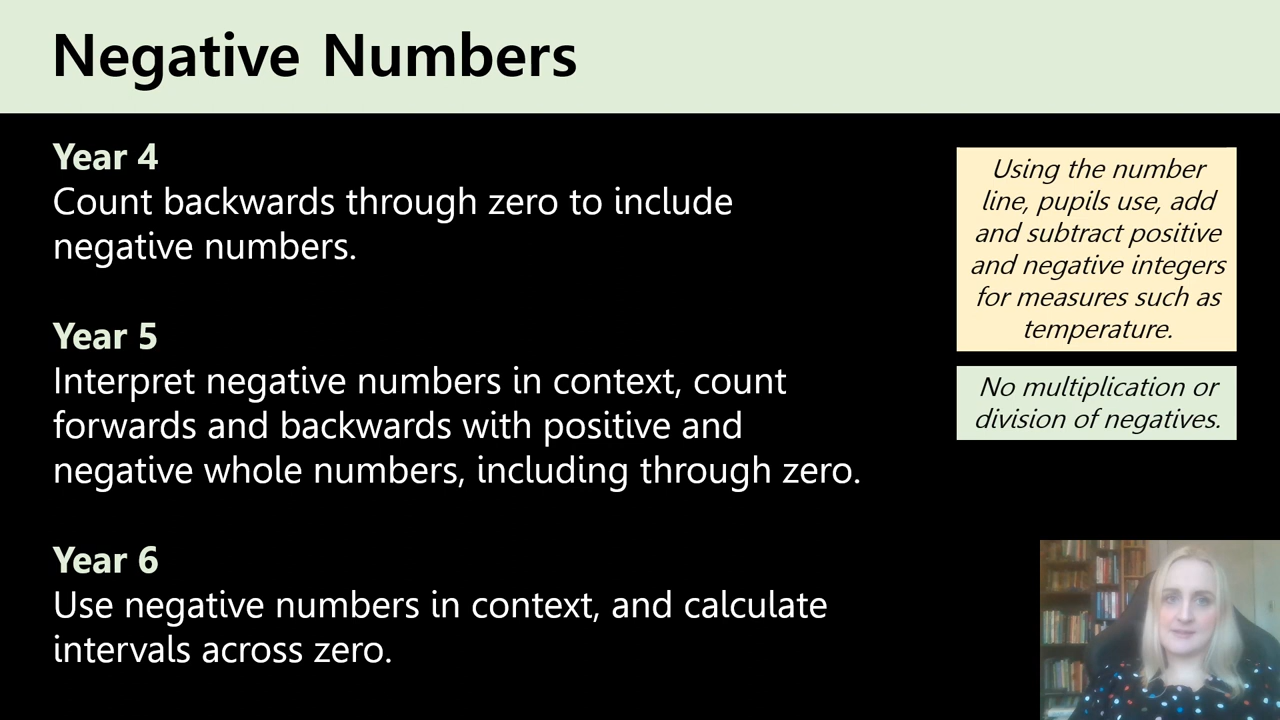 Negative Numbers
Year 4
Count backwards through zero to include
negative numbers.
Year 5
Interpret negative numbers in context, count
forwards and backwards with positive and
negative whole numbers, including through zero.
Year 6
Use negative numbers in context, and calculate
intervals across zero.
Using the number
line, pupils use, add
and subtract positive
and negative integers
for measures such as
temperature.
No multiplication or
division of negatives.